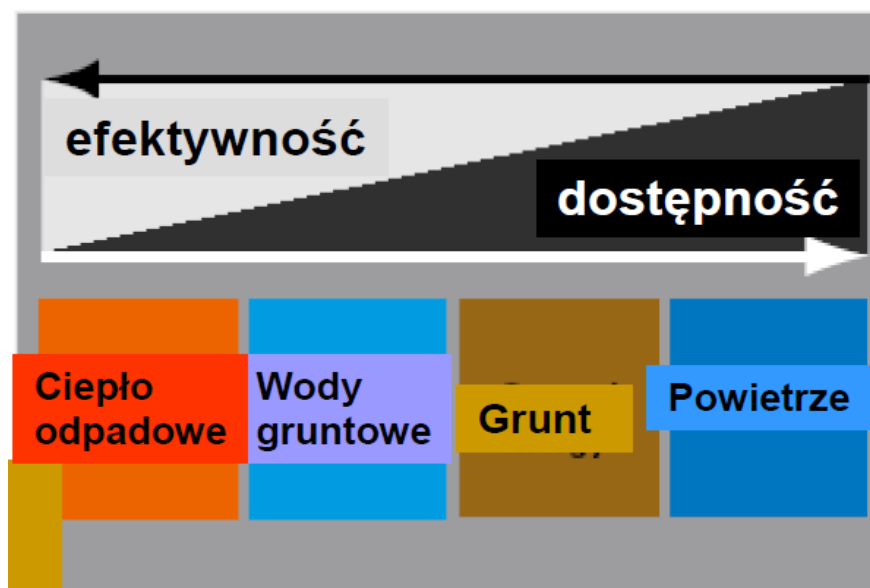 efektywność
dostępność
Ciepło
odpadowe
Wody
gruntowe
Grunt
Powietrze